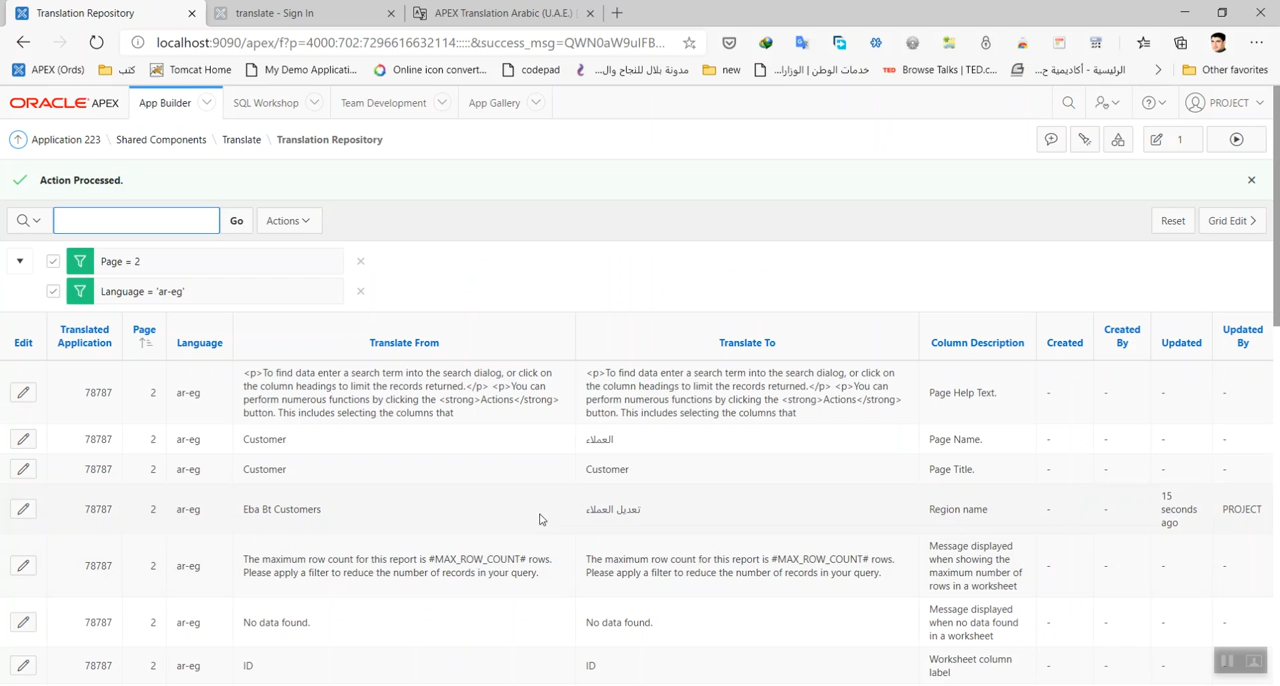 Translation Repository
translate - Sign In
APEX Translation Arabic (U.A.E.)
localhost:9090/apex/f?p=4000:702:7296616632114:::::&success_msg=QWN0aW9uIFB...
APEX (Ords)
كتب
Tomcat Home
My Demo Applicati...
Online icon convert...
codepad
مدونة بلال للنجاح وال...
new
خدمات الوطن | الوزارا...
TED Browse Talks | TED.c...
الرئيسية - أكاديمية ح...
Other favorites
ORACLE APEX
App Builder
SQL Workshop
Team Development
App Gallery
PROJECT
Application 223 \ Shared Components \ Translate \ Translation Repository
1
Action Processed.
Go
Actions
Reset
Grid Edit
Page = 2
Language = 'ar-eg'
Edit
Translated
Application
Page
Language
Translate From
Translate To
Column Description
Created
Created
By
Updated
Updated
By
78787
2
ar-eg
<p>To find data enter a search term into the search dialog, or click on
the column headings to limit the records returned.</p> <p>You can
perform numerous functions by clicking the <strong>Actions</strong>
button. This includes selecting the columns that
<p>To find data enter a search term into the search dialog, or click on
the column headings to limit the records returned.</p> <p>You can
perform numerous functions by clicking the <strong>Actions</strong>
button. This includes selecting the columns that
Page Help Text.
-
-
-
-
78787
2
ar-eg
Customer
العملاء
Page Name.
-
-
-
-
78787
2
ar-eg
Customer
Customer
Page Title.
-
-
-
-
78787
2
ar-eg
Eba Bt Customers
تعديل العملاء
Region name
-
-
15
seconds
ago
PROJECT
78787
2
ar-eg
The maximum row count for this report is #MAX_ROW_COUNT# rows.
Please apply a filter to reduce the number of records in your query.
The maximum row count for this report is #MAX_ROW_COUNT# rows.
Please apply a filter to reduce the number of records in your query.
Message displayed
when showing the
maximum number of
rows in a worksheet
-
-
-
-
78787
2
ar-eg
No data found.
No data found.
Message displayed
when no data found
in a worksheet
-
-
-
-
78787
2
ar-eg
ID
ID
Worksheet column
label
-
-
-
-